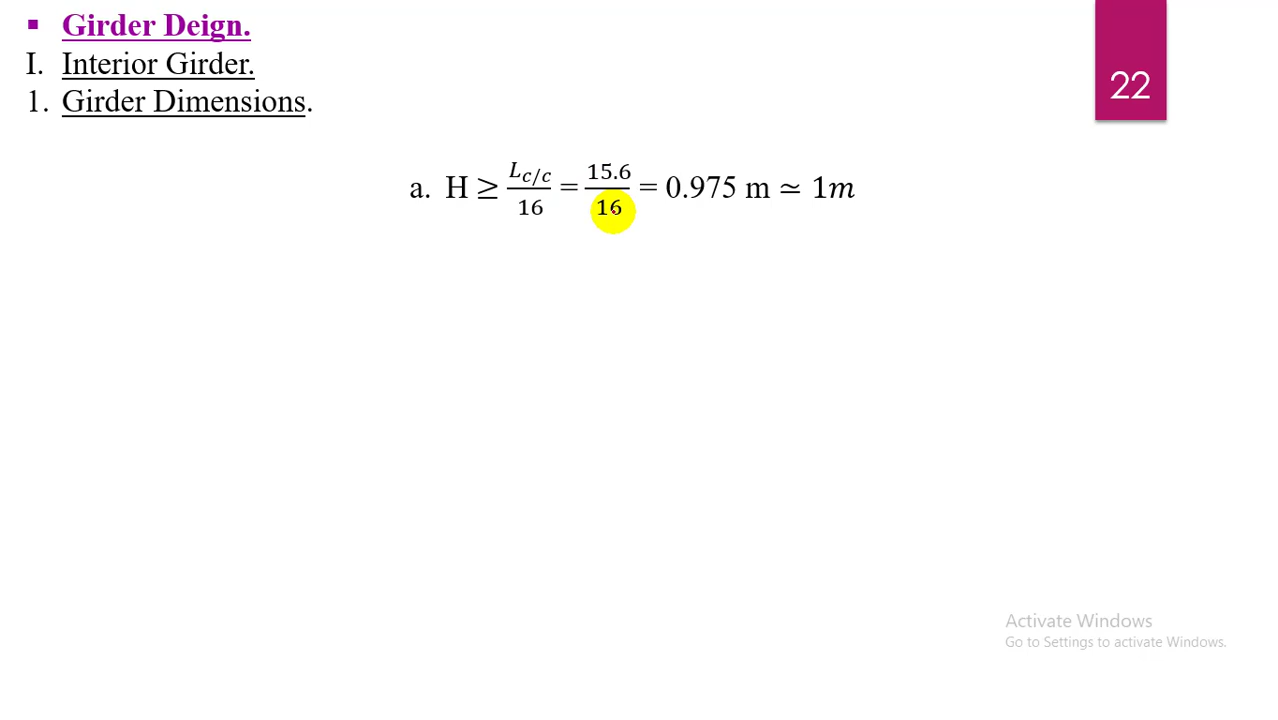 ▪ Girder Deign.
I. Interior Girder.
1. Girder Dimensions.
22
a. H ≥ L_{c/c}/16 = 15.6/16 = 0.975 m ≃ 1m
Activate Windows
Go to Settings to activate Windows.